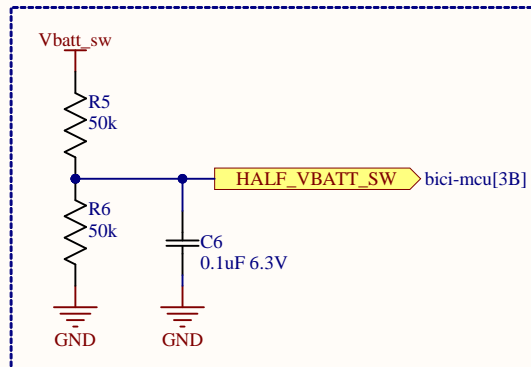 Vbatt_sw
R5
50k
HALF_VBATT_SW bici-mcu[3B]
R6
50k
C6
0.1uF 6.3V
GND GND